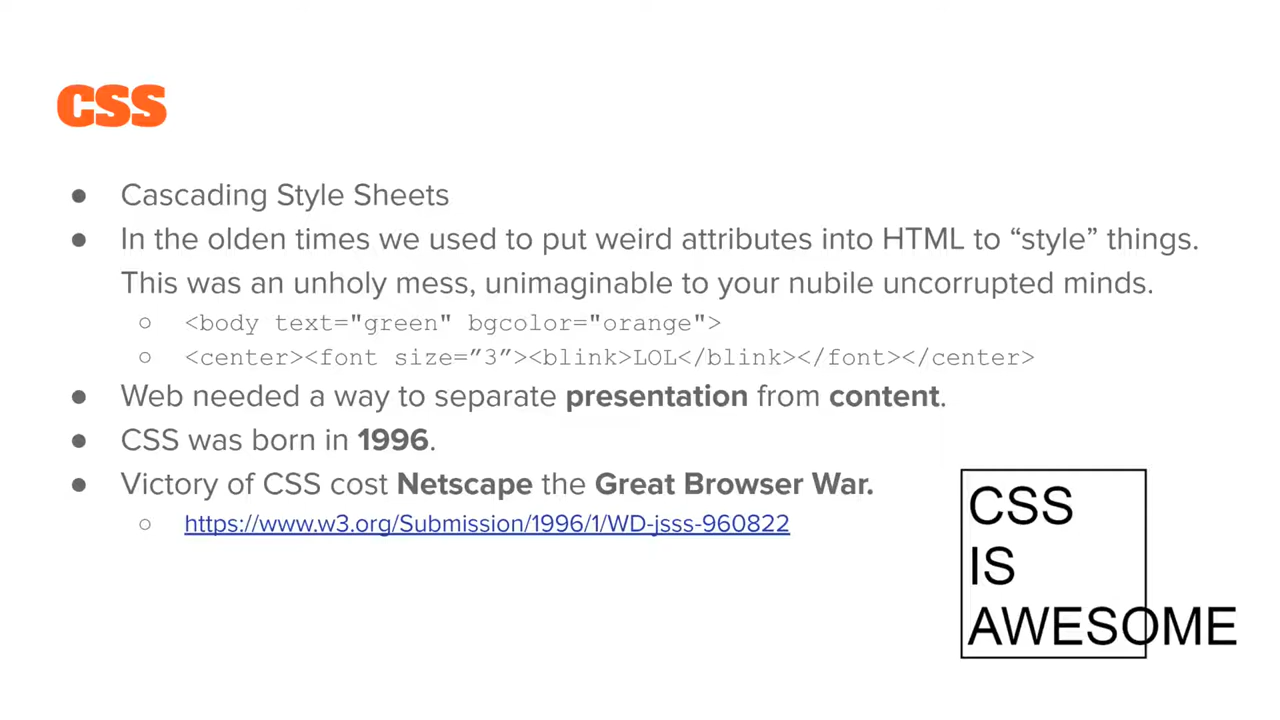 CSS
● Cascading Style Sheets
● In the olden times we used to put weird attributes into HTML to “style” things.
This was an unholy mess, unimaginable to your nubile uncorrupted minds.
○ <body text="green" bgcolor="orange">
○ <center><font size=”3”><blink>LOL</blink></font></center>
● Web needed a way to separate presentation from content.
● CSS was born in 1996.
● Victory of CSS cost Netscape the Great Browser War.
○ https://www.w3.org/Submission/1996/1/WD-jsss-960822
CSS
IS
AWESOME